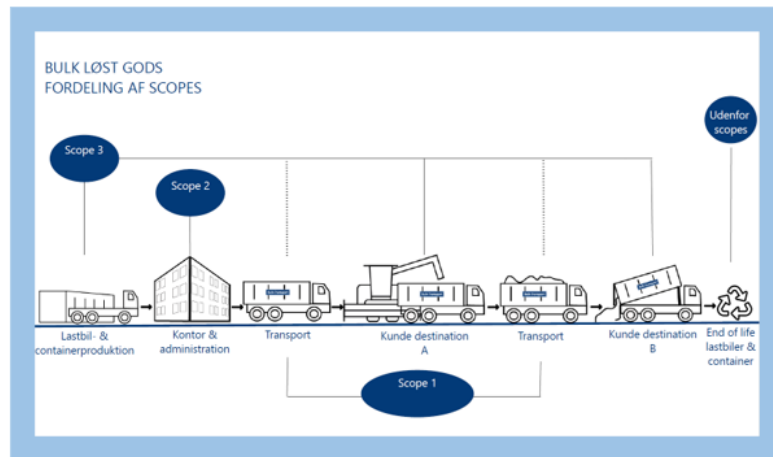 BULK LØST GODS
FORDELING AF SCOPES
Udenfor
scopes
Scope 3
Scope 2
Lastbil- &
containerproduktion
Kontor &
administration
Transport
Kunde destination
A
Transport
Kunde destination
B
End of life
lastbiler &
container
Scope 1